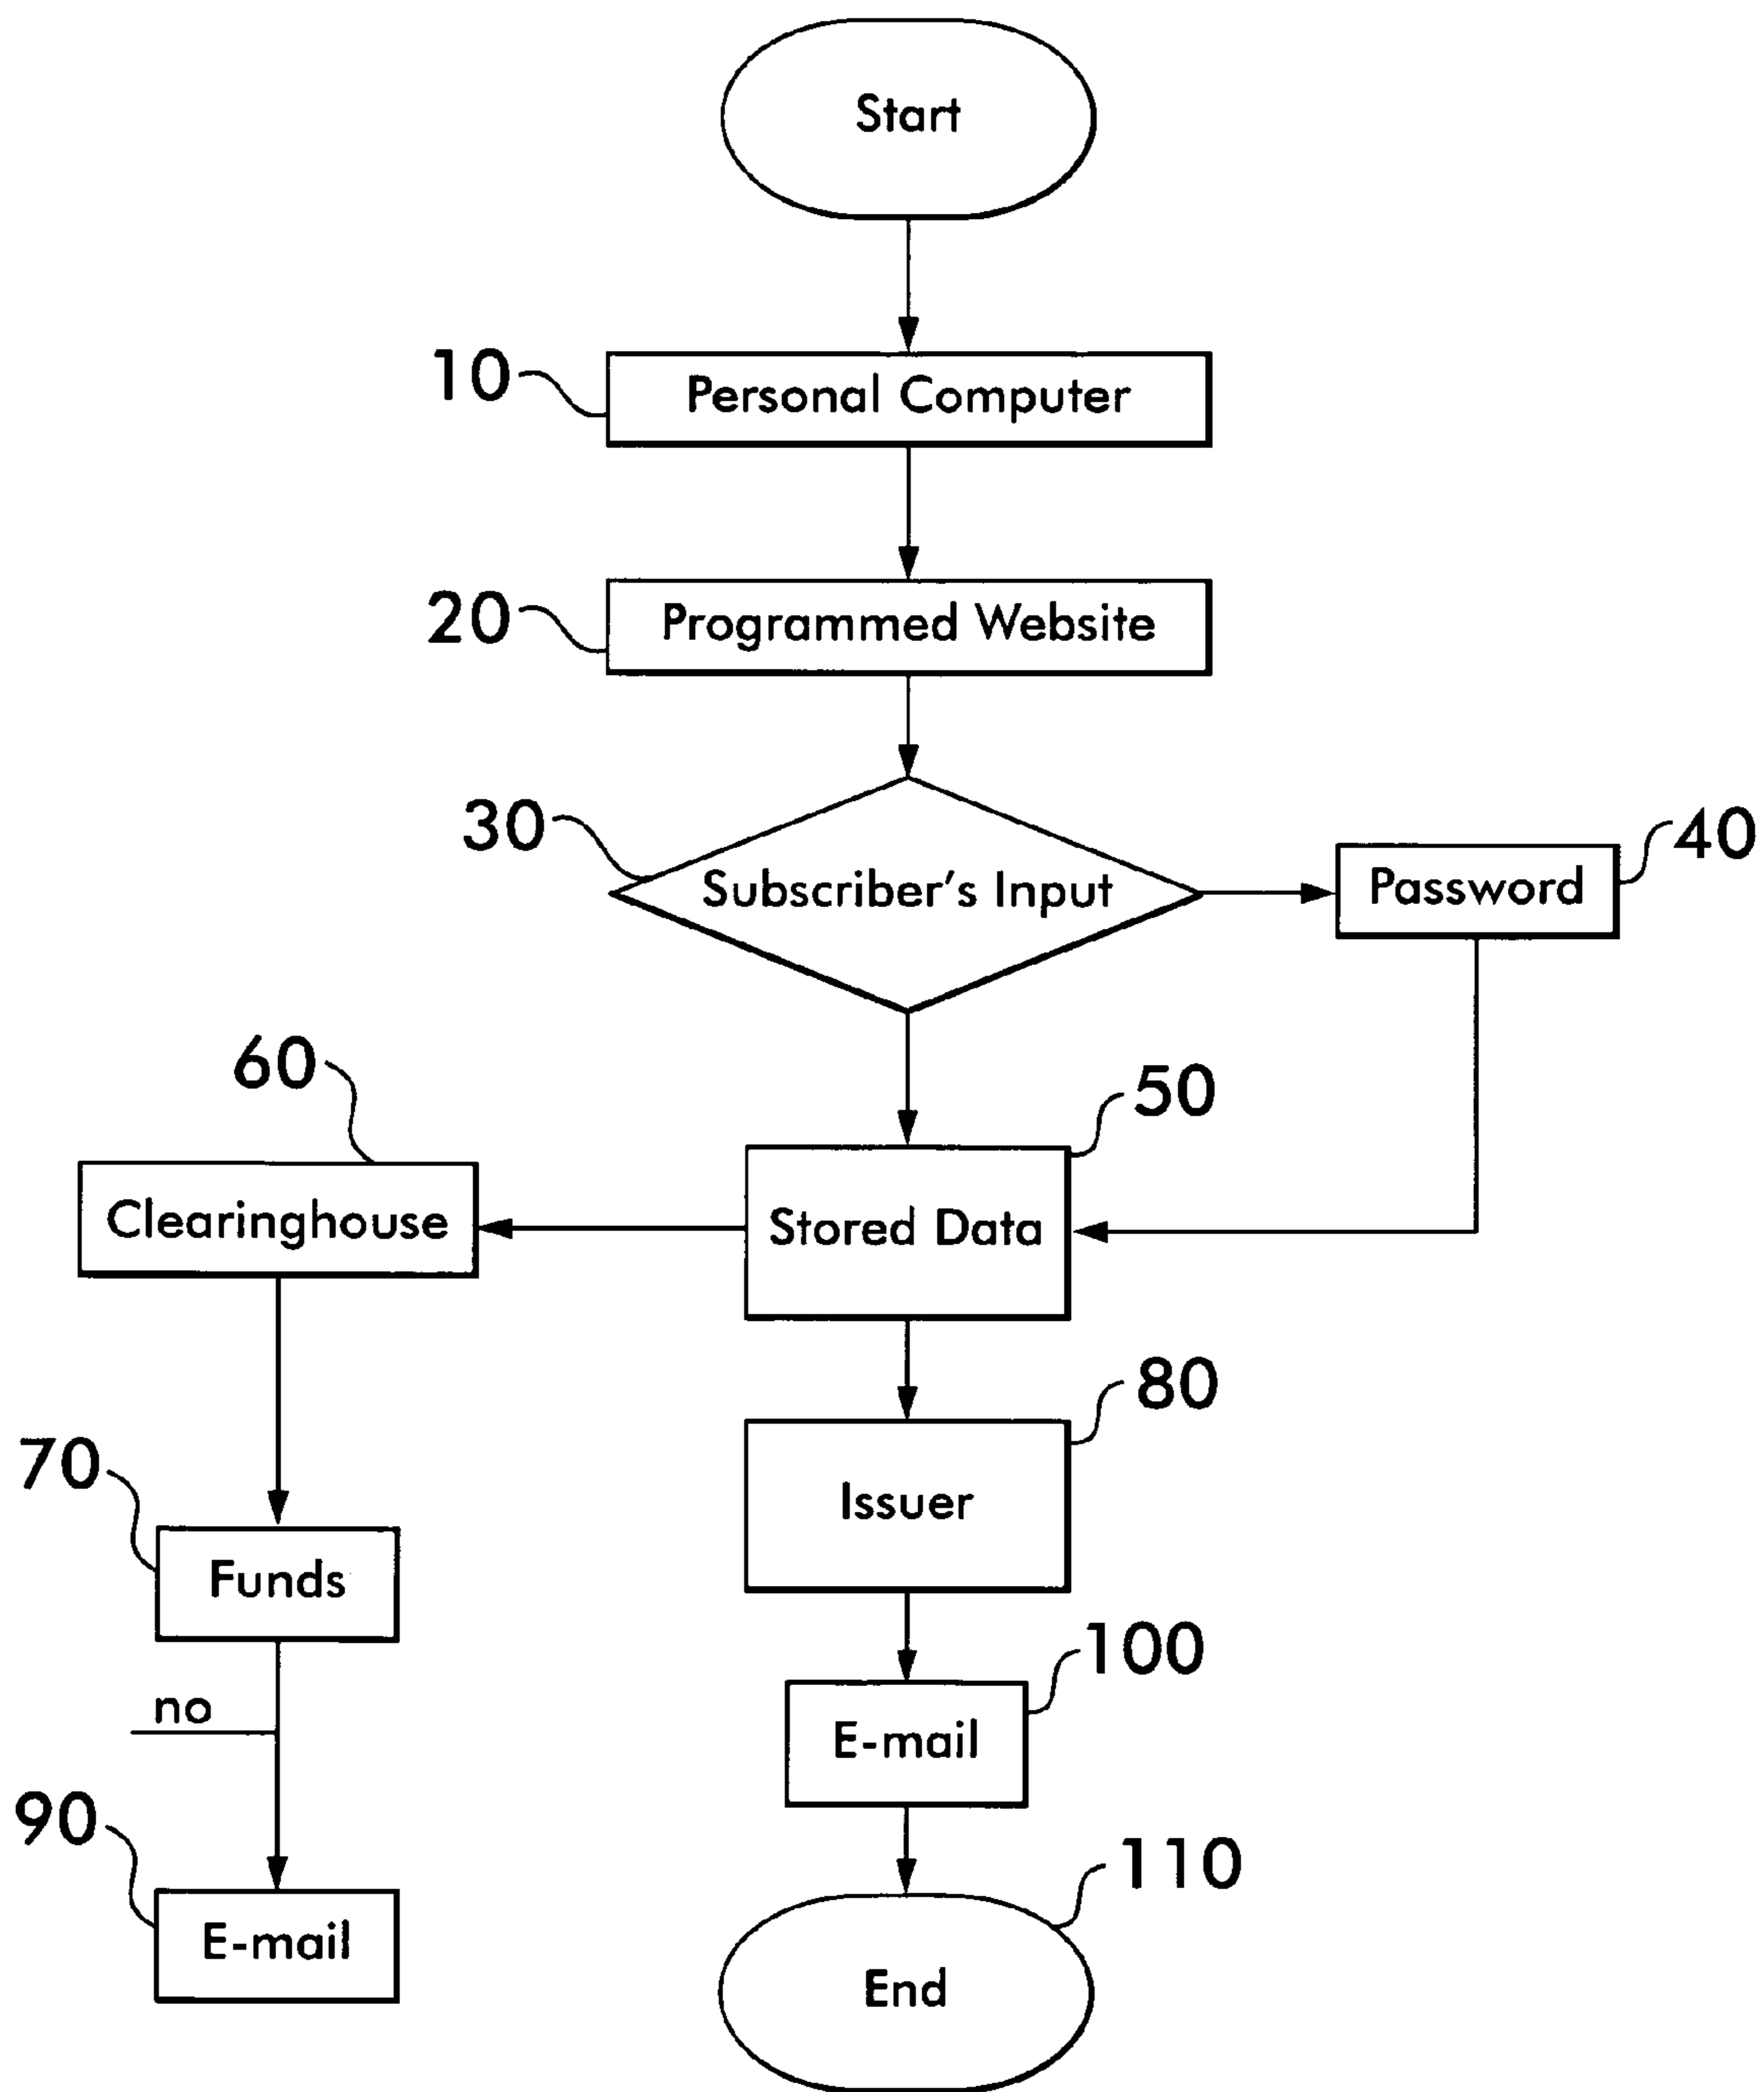 Start
10
Personal Computer
20
Programmed Website
30
Subscriber's Input
40
Password
60
Clearinghouse
50
Stored Data
80
Issuer
70
Funds
no
100
E-mail
90
E-mail
110
End